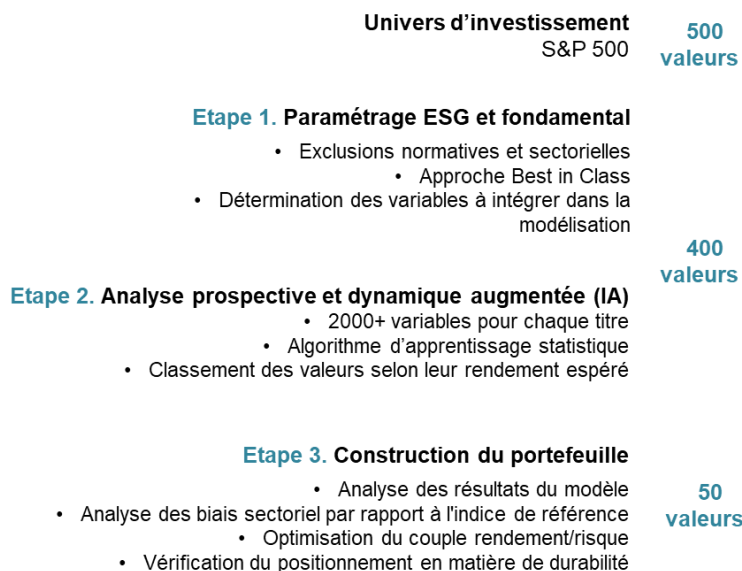 Univers d'investissement
S&P 500
500
valeurs
Etape 1. Paramétrage ESG et fondamental
• Exclusions normatives et sectorielles
• Approche Best in Class
• Détermination des variables à intégrer dans la
modélisation
400
valeurs
Etape 2. Analyse prospective et dynamique augmentée (IA)
• 2000+ variables pour chaque titre
• Algorithme d'apprentissage statistique
• Classement des valeurs selon leur rendement espéré
Etape 3. Construction du portefeuille
• Analyse des résultats du modèle
• Analyse des biais sectoriel par rapport à l'indice de référence
• Optimisation du couple rendement/risque
• Vérification du positionnement en matière de durabilité
50
valeurs